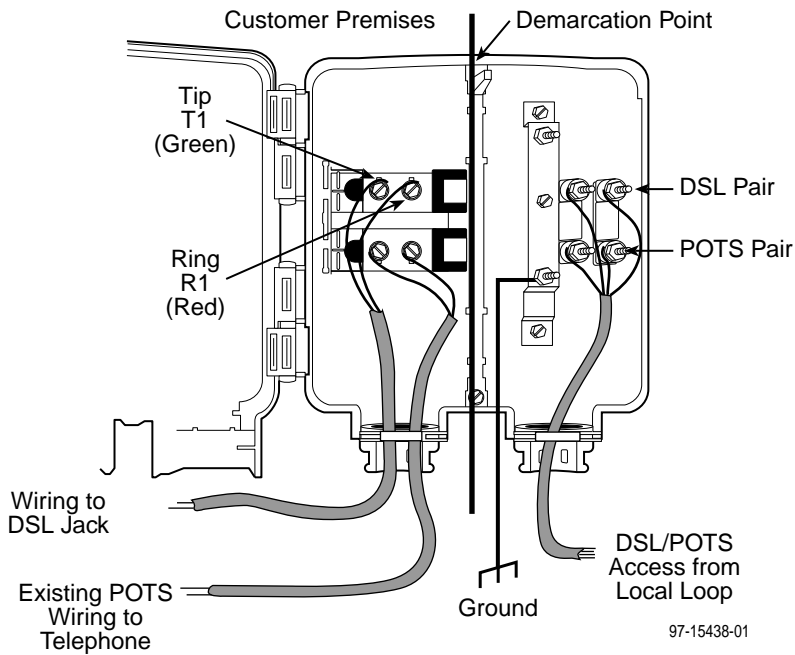 Customer Premises
Demarcation Point
Tip
T1
(Green)
DSL Pair
POTS Pair
Ring
R1
(Red)
Wiring to
DSL Jack
DSL/POTS
Access from
Local Loop
Existing POTS
Wiring to
Telephone
Ground
97-15438-01